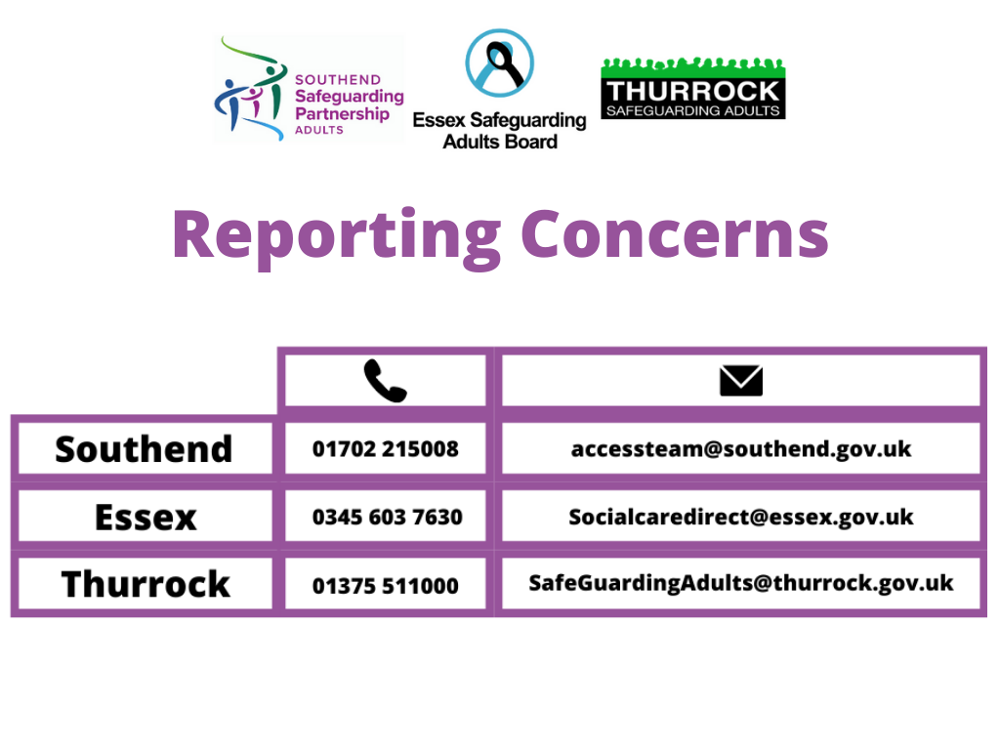 SOUTHEND
Safeguarding
Partnership
ADULTS
Essex Safeguarding
Adults Board
THURROCK
SAFEGUARDING ADULTS
Reporting Concerns
Southend 01702 215008 accessteam@southend.gov.uk
Essex 0345 603 7630 Socialcaredirect@essex.gov.uk
Thurrock 01375 511000 SafeGuardingAdults@thurrock.gov.uk